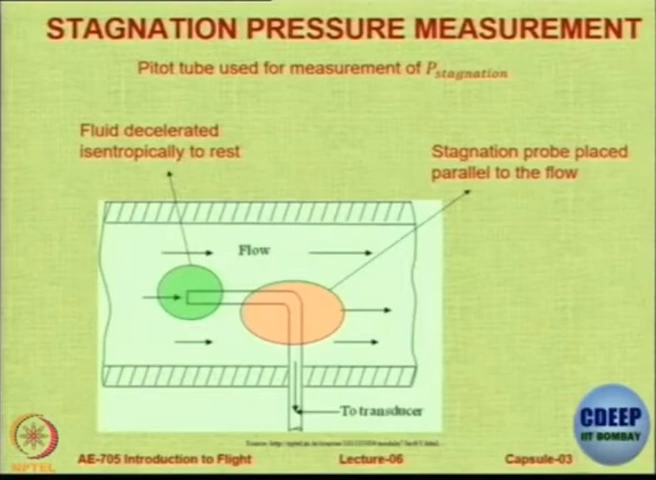 STAGNATION PRESSURE MEASUREMENT
Pitot tube used for measurement of P stagnation
Fluid decelerated
isentropically to rest
Stagnation probe placed
parallel to the flow
Flow
To transducer
CDEEP
IIT BOMBAY
NPTEL
AE-705 Introduction to Flight
Lecture-06
Capsule-03